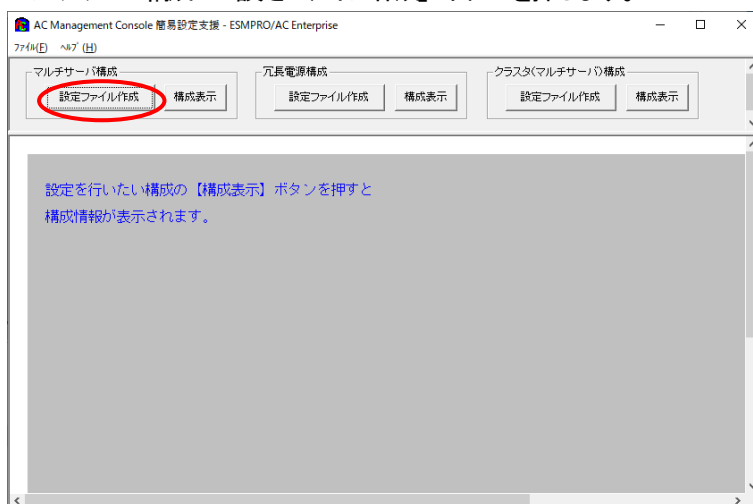 AC Management Console 簡易設定支援 - ESMPRO/AC Enterprise
ﾌｧｲﾙ(F) ﾍﾙﾌﾟ(H)
マルチサーバ構成 冗長電源構成 クラスタ(マルチサーバ)構成
設定ファイル作成 構成表示 設定ファイル作成 構成表示 設定ファイル作成 構成表示
設定を行いたい構成の【構成表示】ボタンを押すと
構成情報が表示されます。